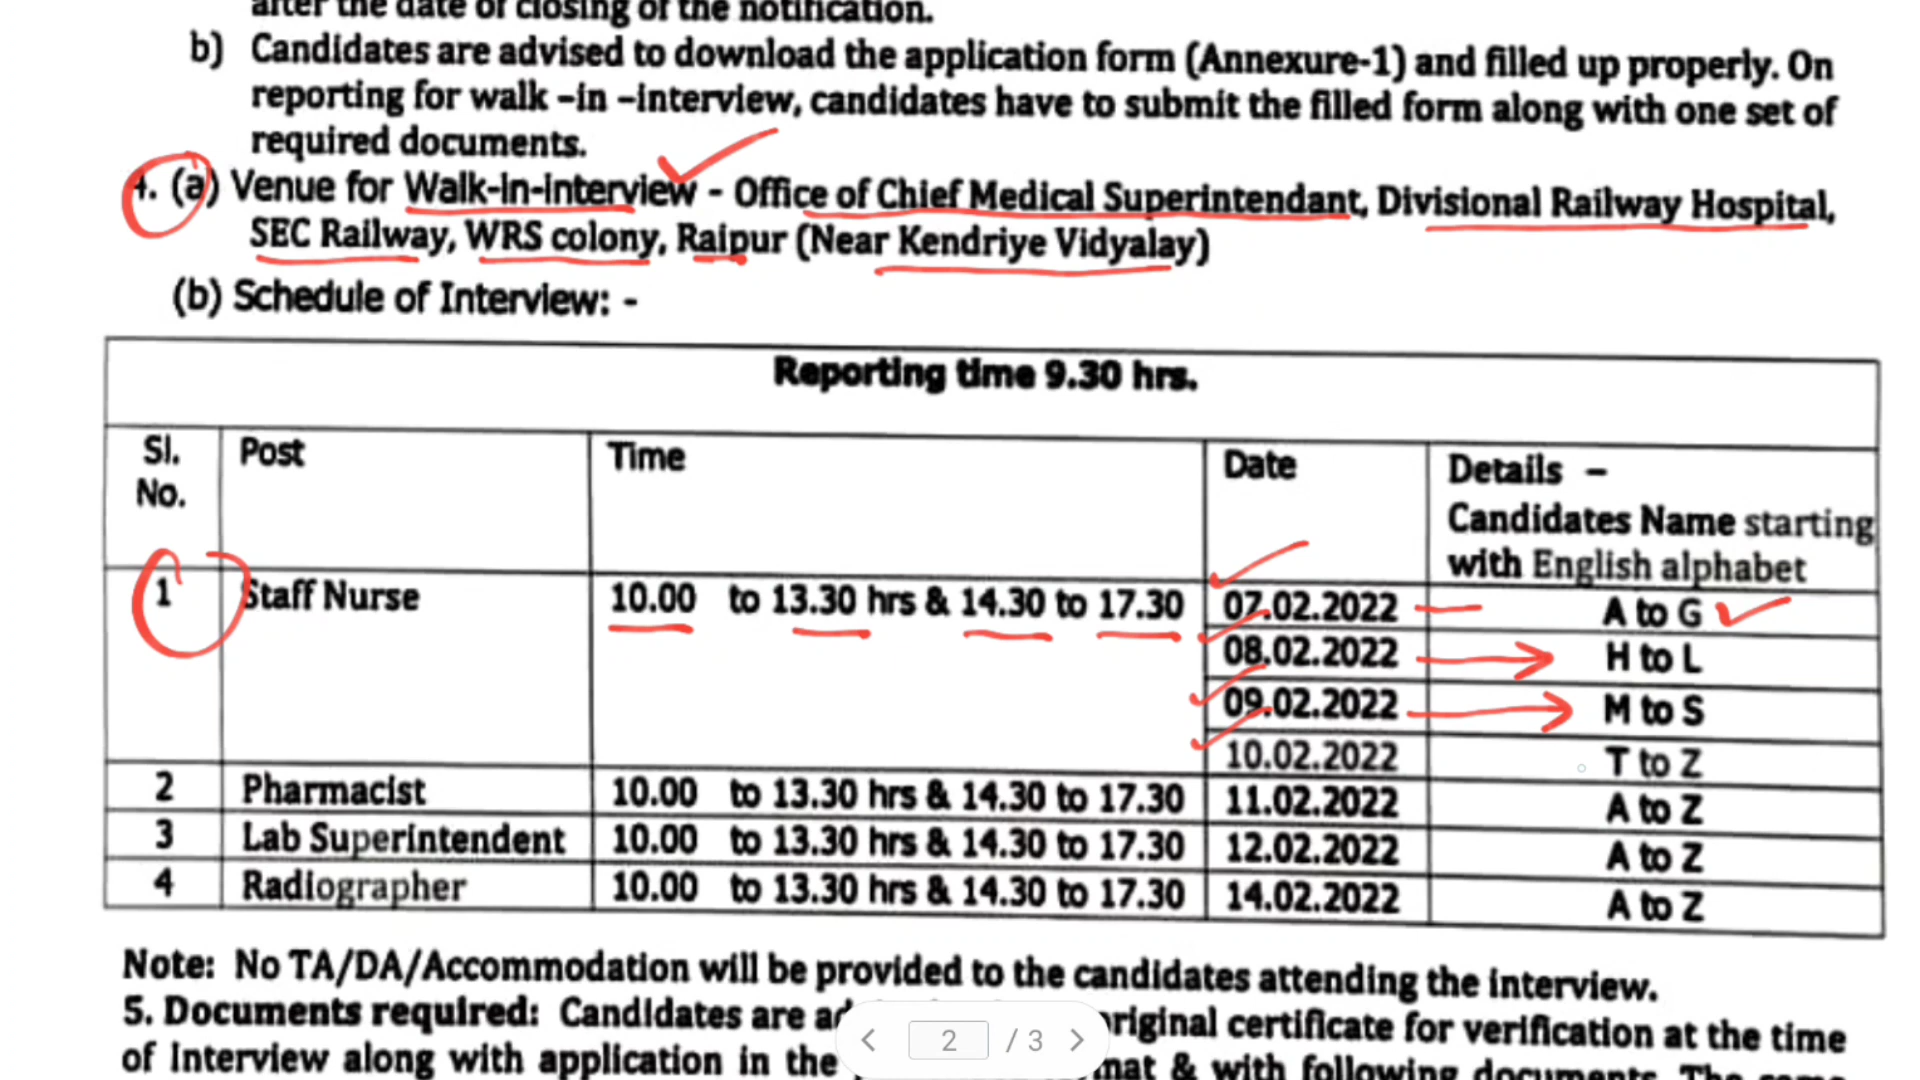 after the date of closing of the notification.
b) Candidates are advised to download the application form (Annexure-1) and filled up properly. On
reporting for walk –in –interview, candidates have to submit the filled form along with one set of
required documents.
4. (a) Venue for Walk-in-interview - Office of Chief Medical Superintendant, Divisional Railway Hospital,
SEC Railway, WRS colony, Raipur (Near Kendriye Vidyalay)
(b) Schedule of Interview: -
Reporting time 9.30 hrs.
Sl. No. Post Time Date Details – Candidates Name starting with English alphabet
1 Staff Nurse 10.00 to 13.30 hrs & 14.30 to 17.30 07.02.2022 A to G
08.02.2022 H to L
09.02.2022 M to S
10.02.2022 T to Z
2 Pharmacist 10.00 to 13.30 hrs & 14.30 to 17.30 11.02.2022 A to Z
3 Lab Superintendent 10.00 to 13.30 hrs & 14.30 to 17.30 12.02.2022 A to Z
4 Radiographer 10.00 to 13.30 hrs & 14.30 to 17.30 14.02.2022 A to Z
Note: No TA/DA/Accommodation will be provided to the candidates attending the interview.
5. Documents required: Candidates are original certificate for verification at the time
of Interview along with application in the & with following documents. The same
2 / 3